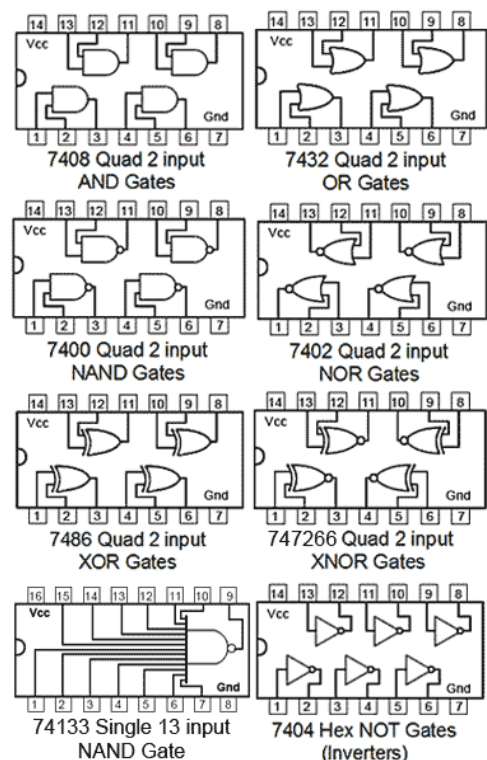 14 13 12 11 10 9 8
Vcc
Gnd
1 2 3 4 5 6 7
7408 Quad 2 input
AND Gates
14 13 12 11 10 9 8
Vcc
Gnd
1 2 3 4 5 6 7
7432 Quad 2 input
OR Gates
14 13 12 11 10 9 8
Vcc
Gnd
1 2 3 4 5 6 7
7400 Quad 2 input
NAND Gates
14 13 12 11 10 9 8
Vcc
Gnd
1 2 3 4 5 6 7
7402 Quad 2 input
NOR Gates
14 13 12 11 10 9 8
Vcc
Gnd
1 2 3 4 5 6 7
7486 Quad 2 input
XOR Gates
14 13 12 11 10 9 8
Vcc
Gnd
1 2 3 4 5 6 7
747266 Quad 2 input
XNOR Gates
16 15 14 13 12 11 10 9
Vcc
Gnd
1 2 3 4 5 6 7 8
74133 Single 13 input
NAND Gate
14 13 12 11 10 9 8
Vcc
Gnd
1 2 3 4 5 6 7
7404 Hex NOT Gates
(Inverters)